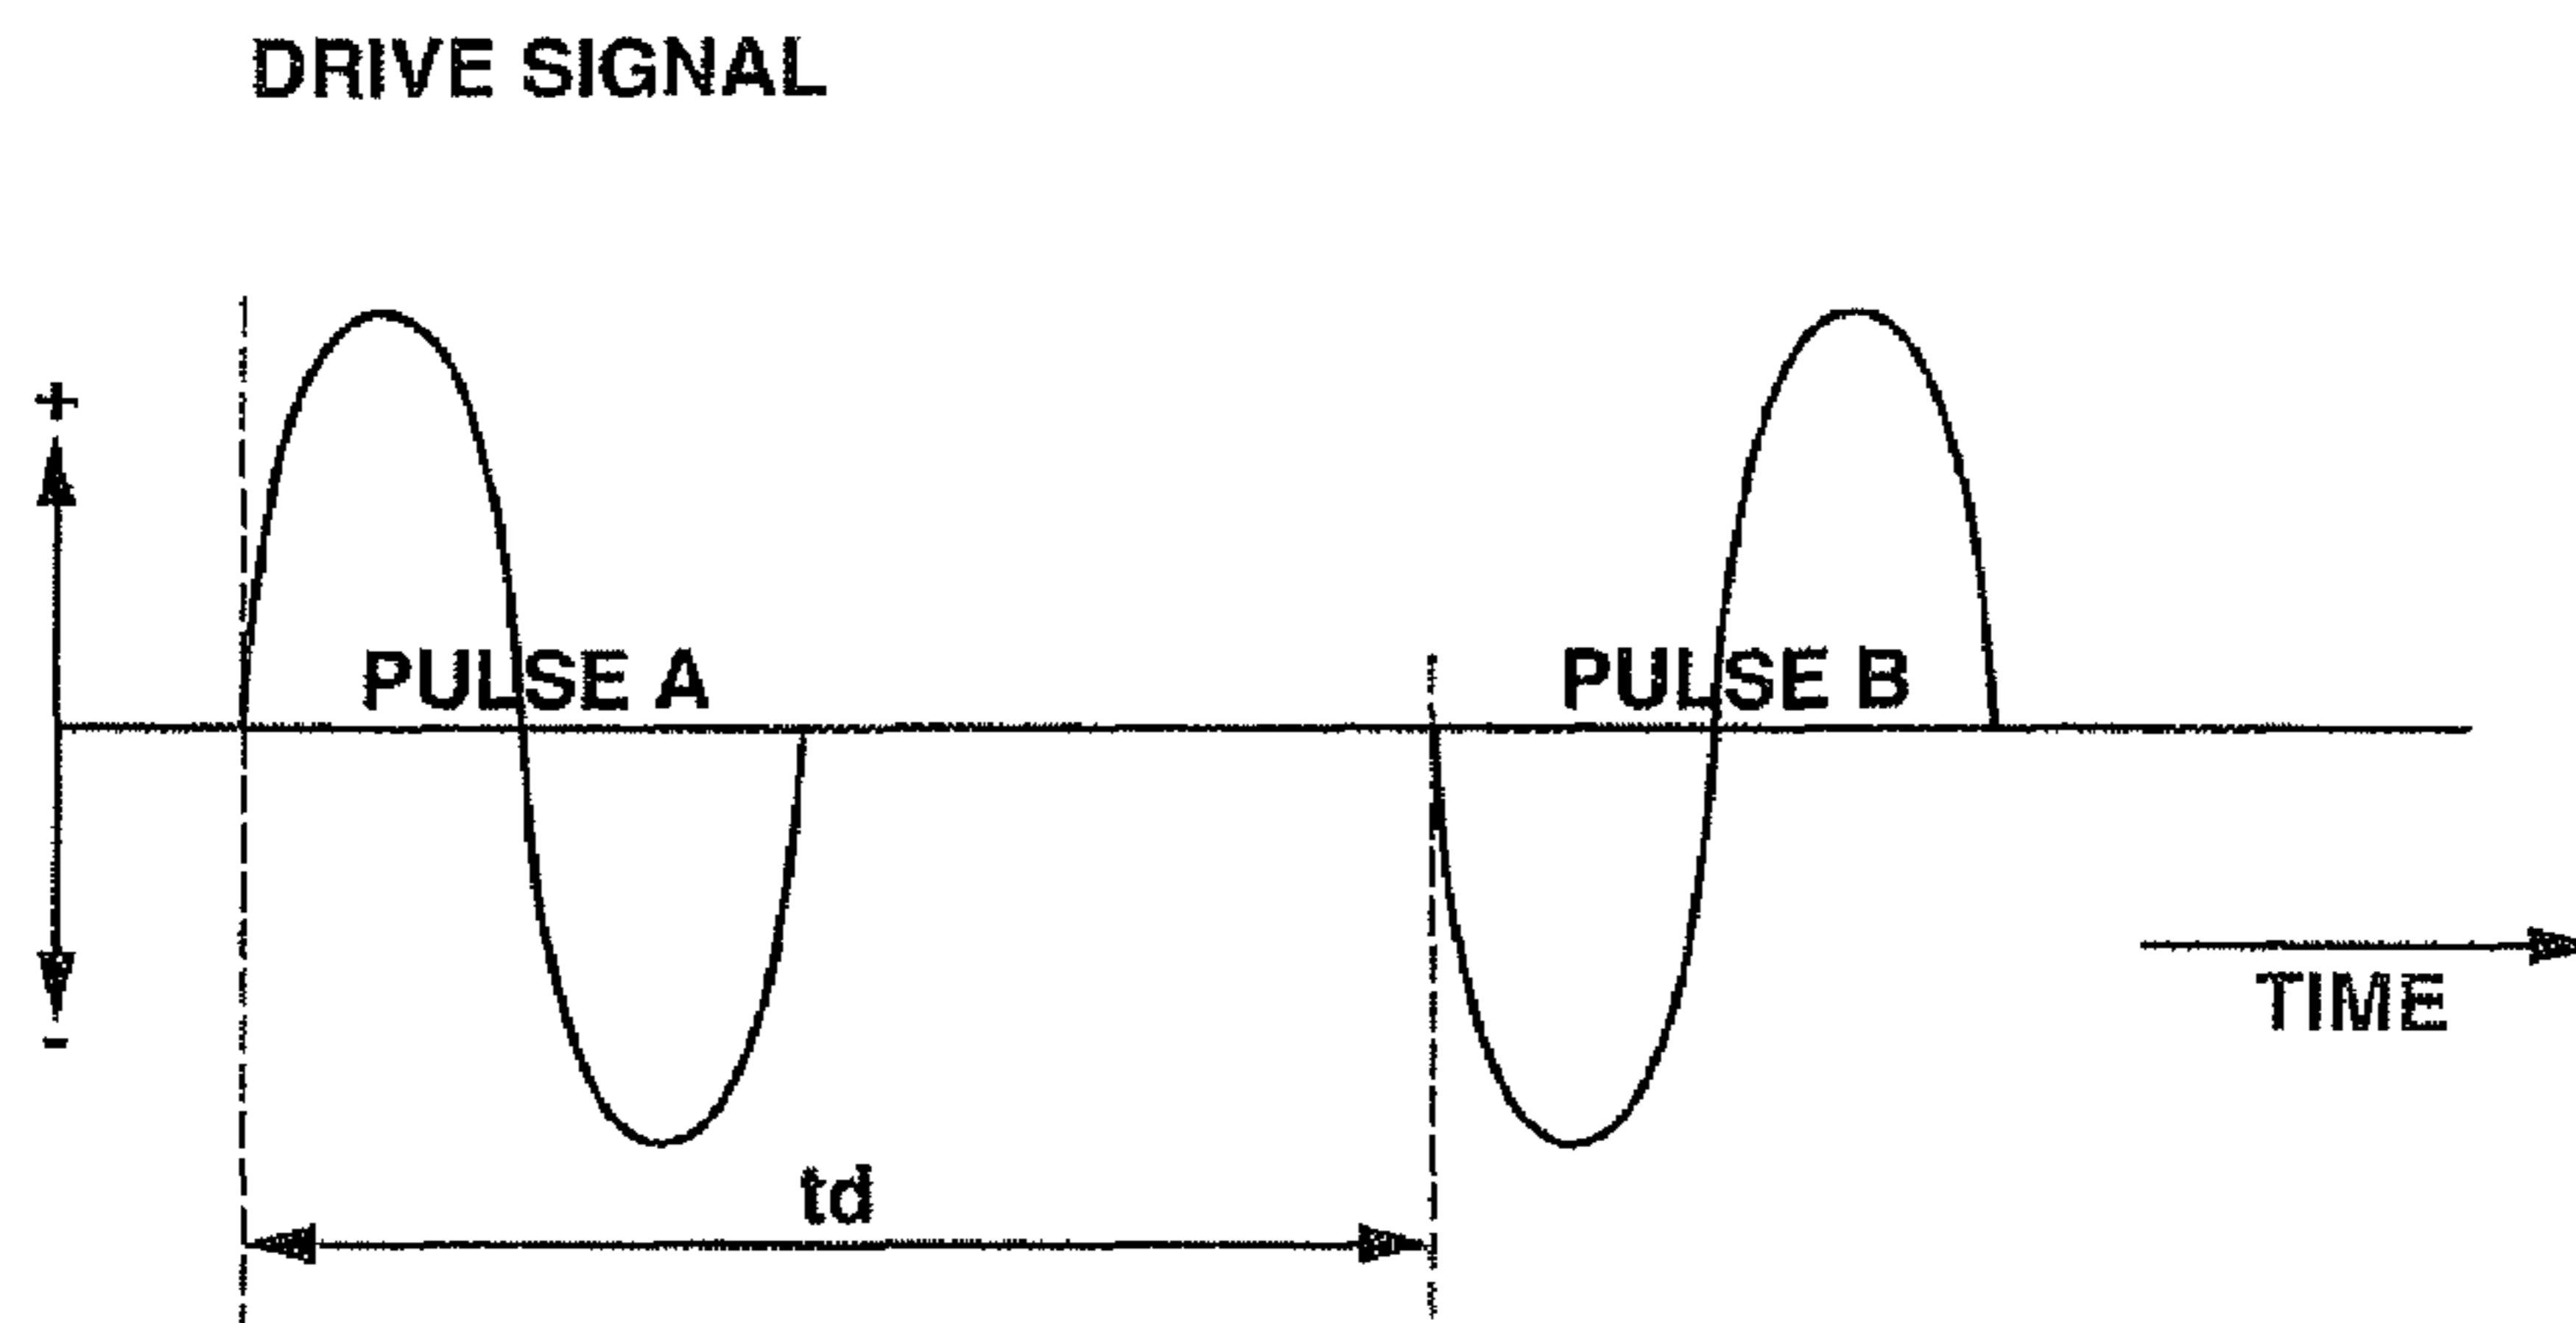 DRIVE SIGNAL
+
PULSE A
PULSE B
-
TIME
td